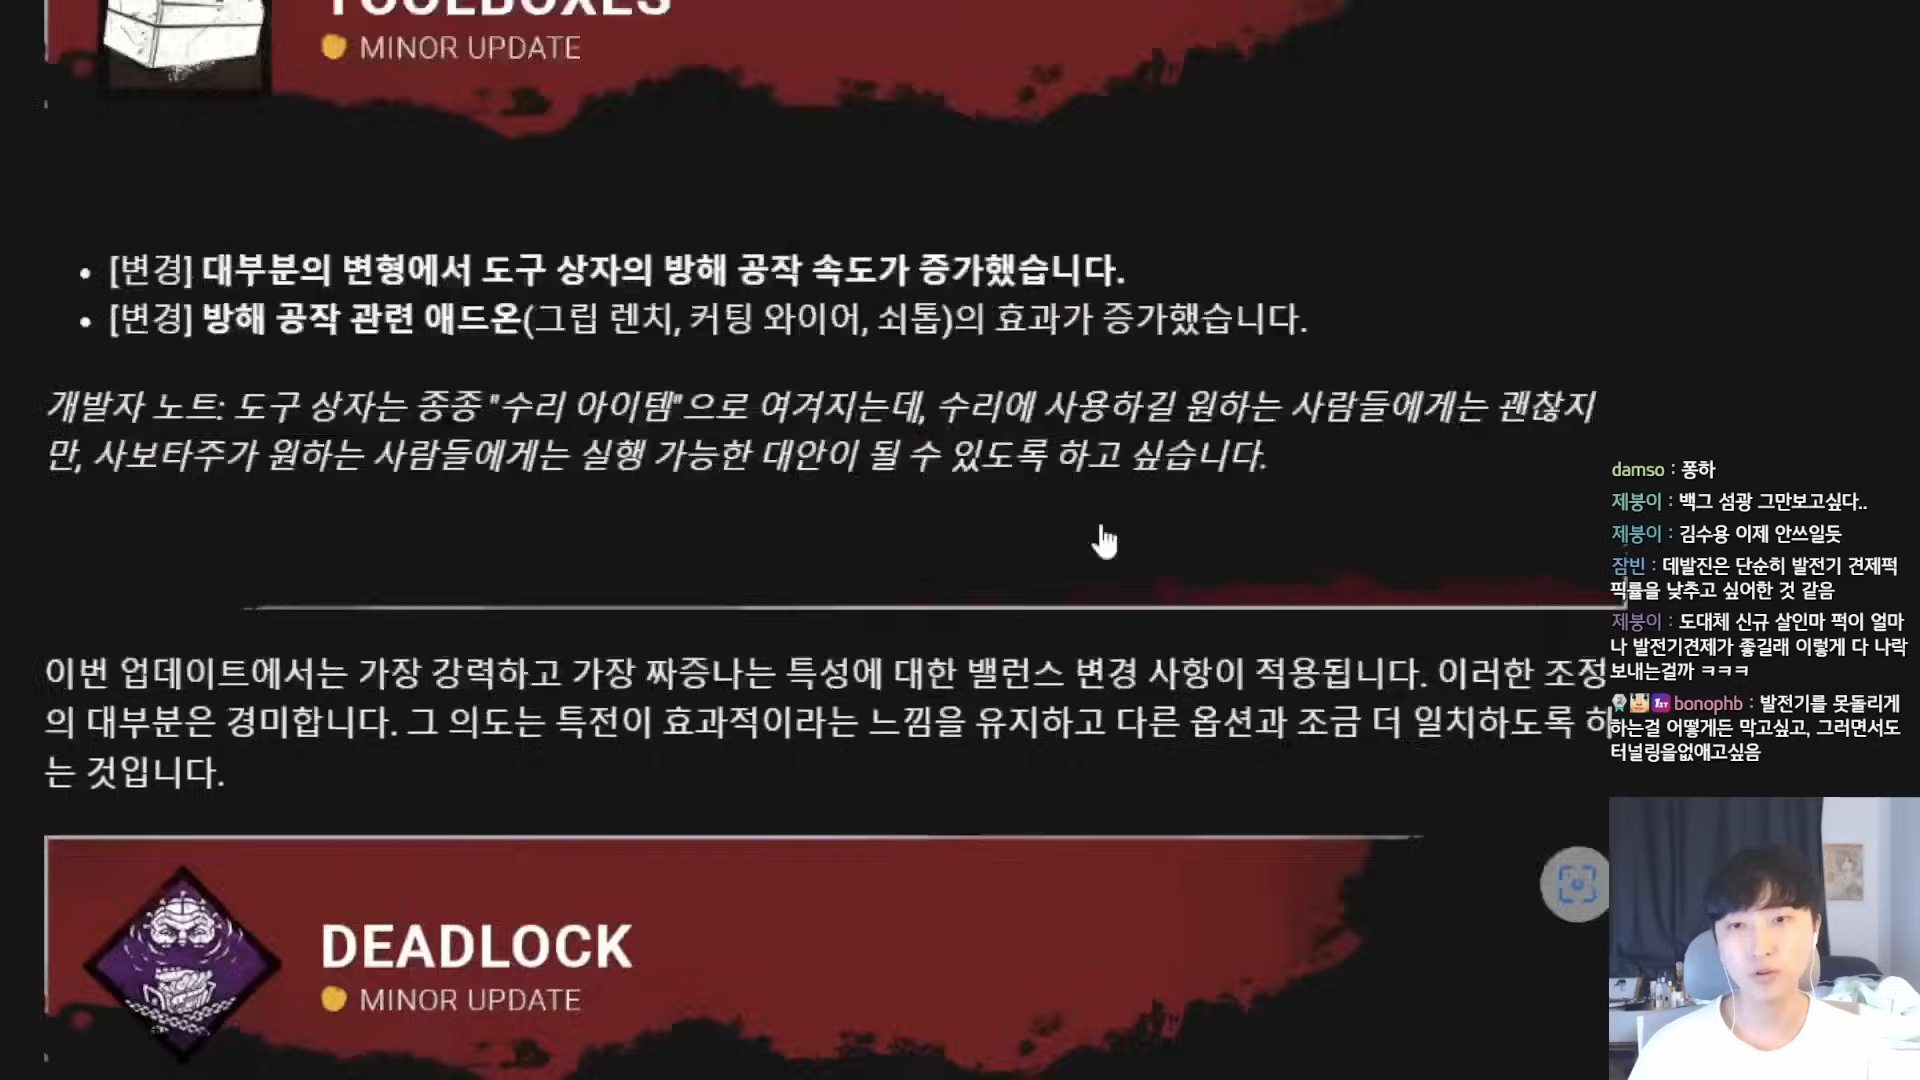 TOOLBOXES
MINOR UPDATE
• [변경] 대부분의 변형에서 도구 상자의 방해 공작 속도가 증가했습니다.
• [변경] 방해 공작 관련 애드온(그립 렌치, 커팅 와이어, 쇠톱)의 효과가 증가했습니다.
개발자 노트: 도구 상자는 종종 "수리 아이템"으로 여겨지는데, 수리에 사용하길 원하는 사람들에게는 괜찮지
만, 사보타주가 원하는 사람들에게는 실행 가능한 대안이 될 수 있도록 하고 싶습니다.
이번 업데이트에서는 가장 강력하고 가장 짜증나는 특성에 대한 밸런스 변경 사항이 적용됩니다. 이러한 조정
의 대부분은 경미합니다. 그 의도는 특전이 효과적이라는 느낌을 유지하고 다른 옵션과 조금 더 일치하도록 하
는 것입니다.
DEADLOCK
MINOR UPDATE
damso : 퐁하
제붕이 : 백그 섬광 그만보고싶다..
제붕이 : 김수용 이제 안쓰일듯
잠빈 : 데발진은 단순히 발전기 견제퍽
픽률을 낮추고 싶어한 것 같음
제붕이 : 도대체 신규 살인마 퍽이 얼마
나 발전기견제가 좋길래 이렇게 다 나락
보내는걸까 ㅋㅋㅋ
1ST bonophb : 발전기를 못돌리게
하는걸 어떻게든 막고싶고, 그러면서도
터널링을없애고싶음